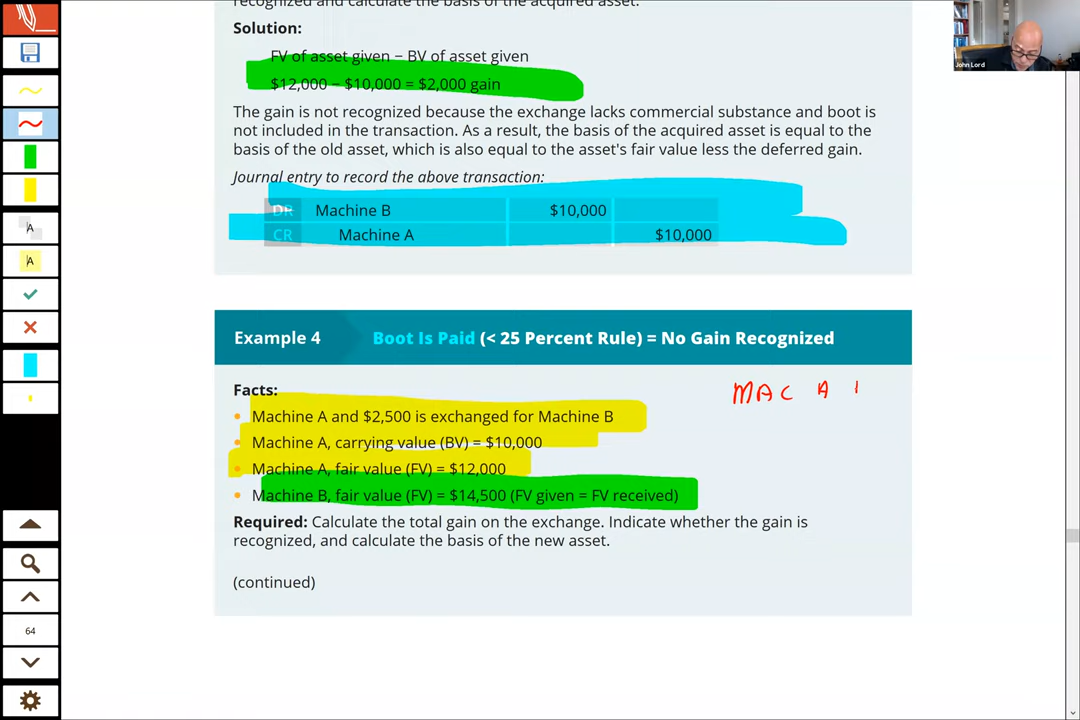 recognized and calculate the basis of the acquired asset.
Solution:
FV of asset given − BV of asset given
$12,000 − $10,000 = $2,000 gain
The gain is not recognized because the exchange lacks commercial substance and boot is
not included in the transaction. As a result, the basis of the acquired asset is equal to the
basis of the old asset, which is also equal to the asset's fair value less the deferred gain.
Journal entry to record the above transaction:
DR Machine B $10,000
CR Machine A $10,000
Example 4 Boot Is Paid (< 25 Percent Rule) = No Gain Recognized
Facts:
MAC A
• Machine A and $2,500 is exchanged for Machine B
• Machine A, carrying value (BV) = $10,000
• Machine A, fair value (FV) = $12,000
• Machine B, fair value (FV) = $14,500 (FV given = FV received)
Required: Calculate the total gain on the exchange. Indicate whether the gain is
recognized, and calculate the basis of the new asset.
(continued)
A
A
64
John Lord